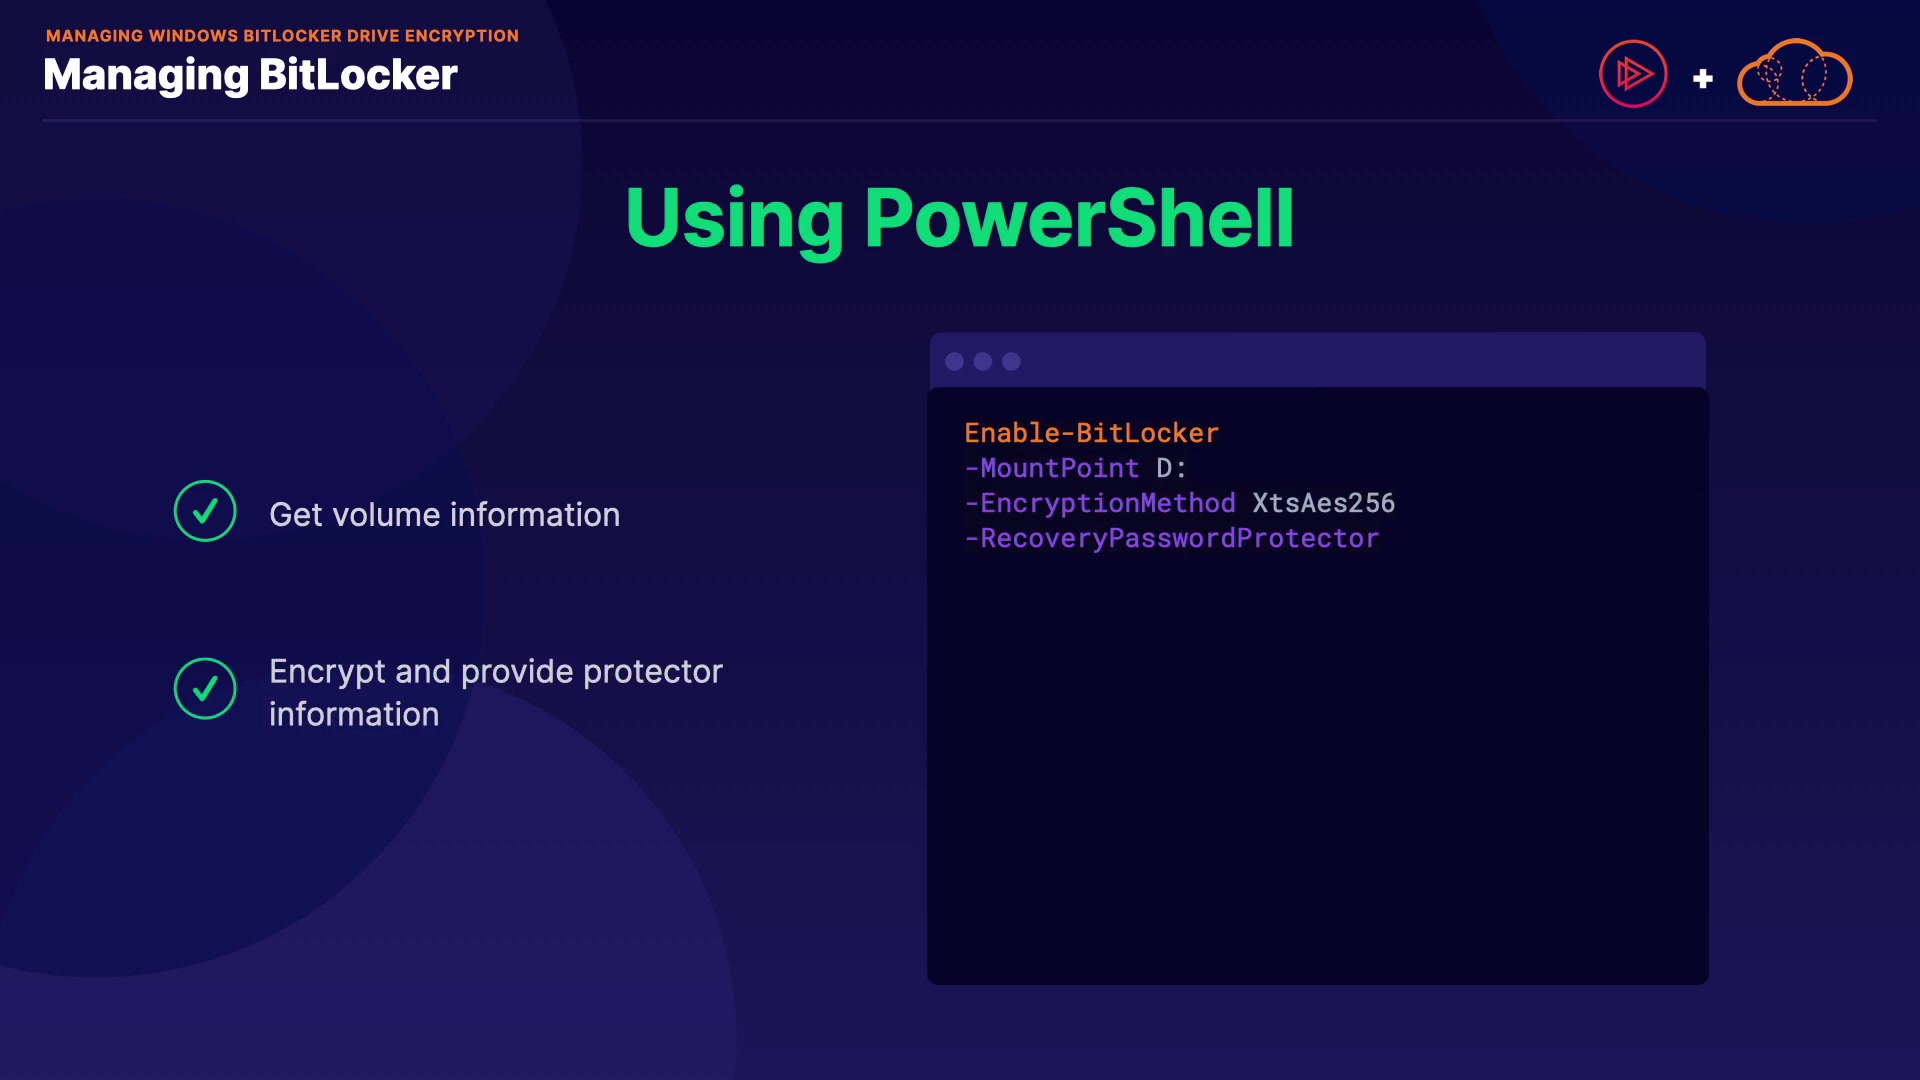 MANAGING WINDOWS BITLOCKER DRIVE ENCRYPTION
Managing BitLocker
+
Using PowerShell
Get volume information
Encrypt and provide protector
information
Enable-BitLocker
-MountPoint D:
-EncryptionMethod XtsAes256
-RecoveryPasswordProtector